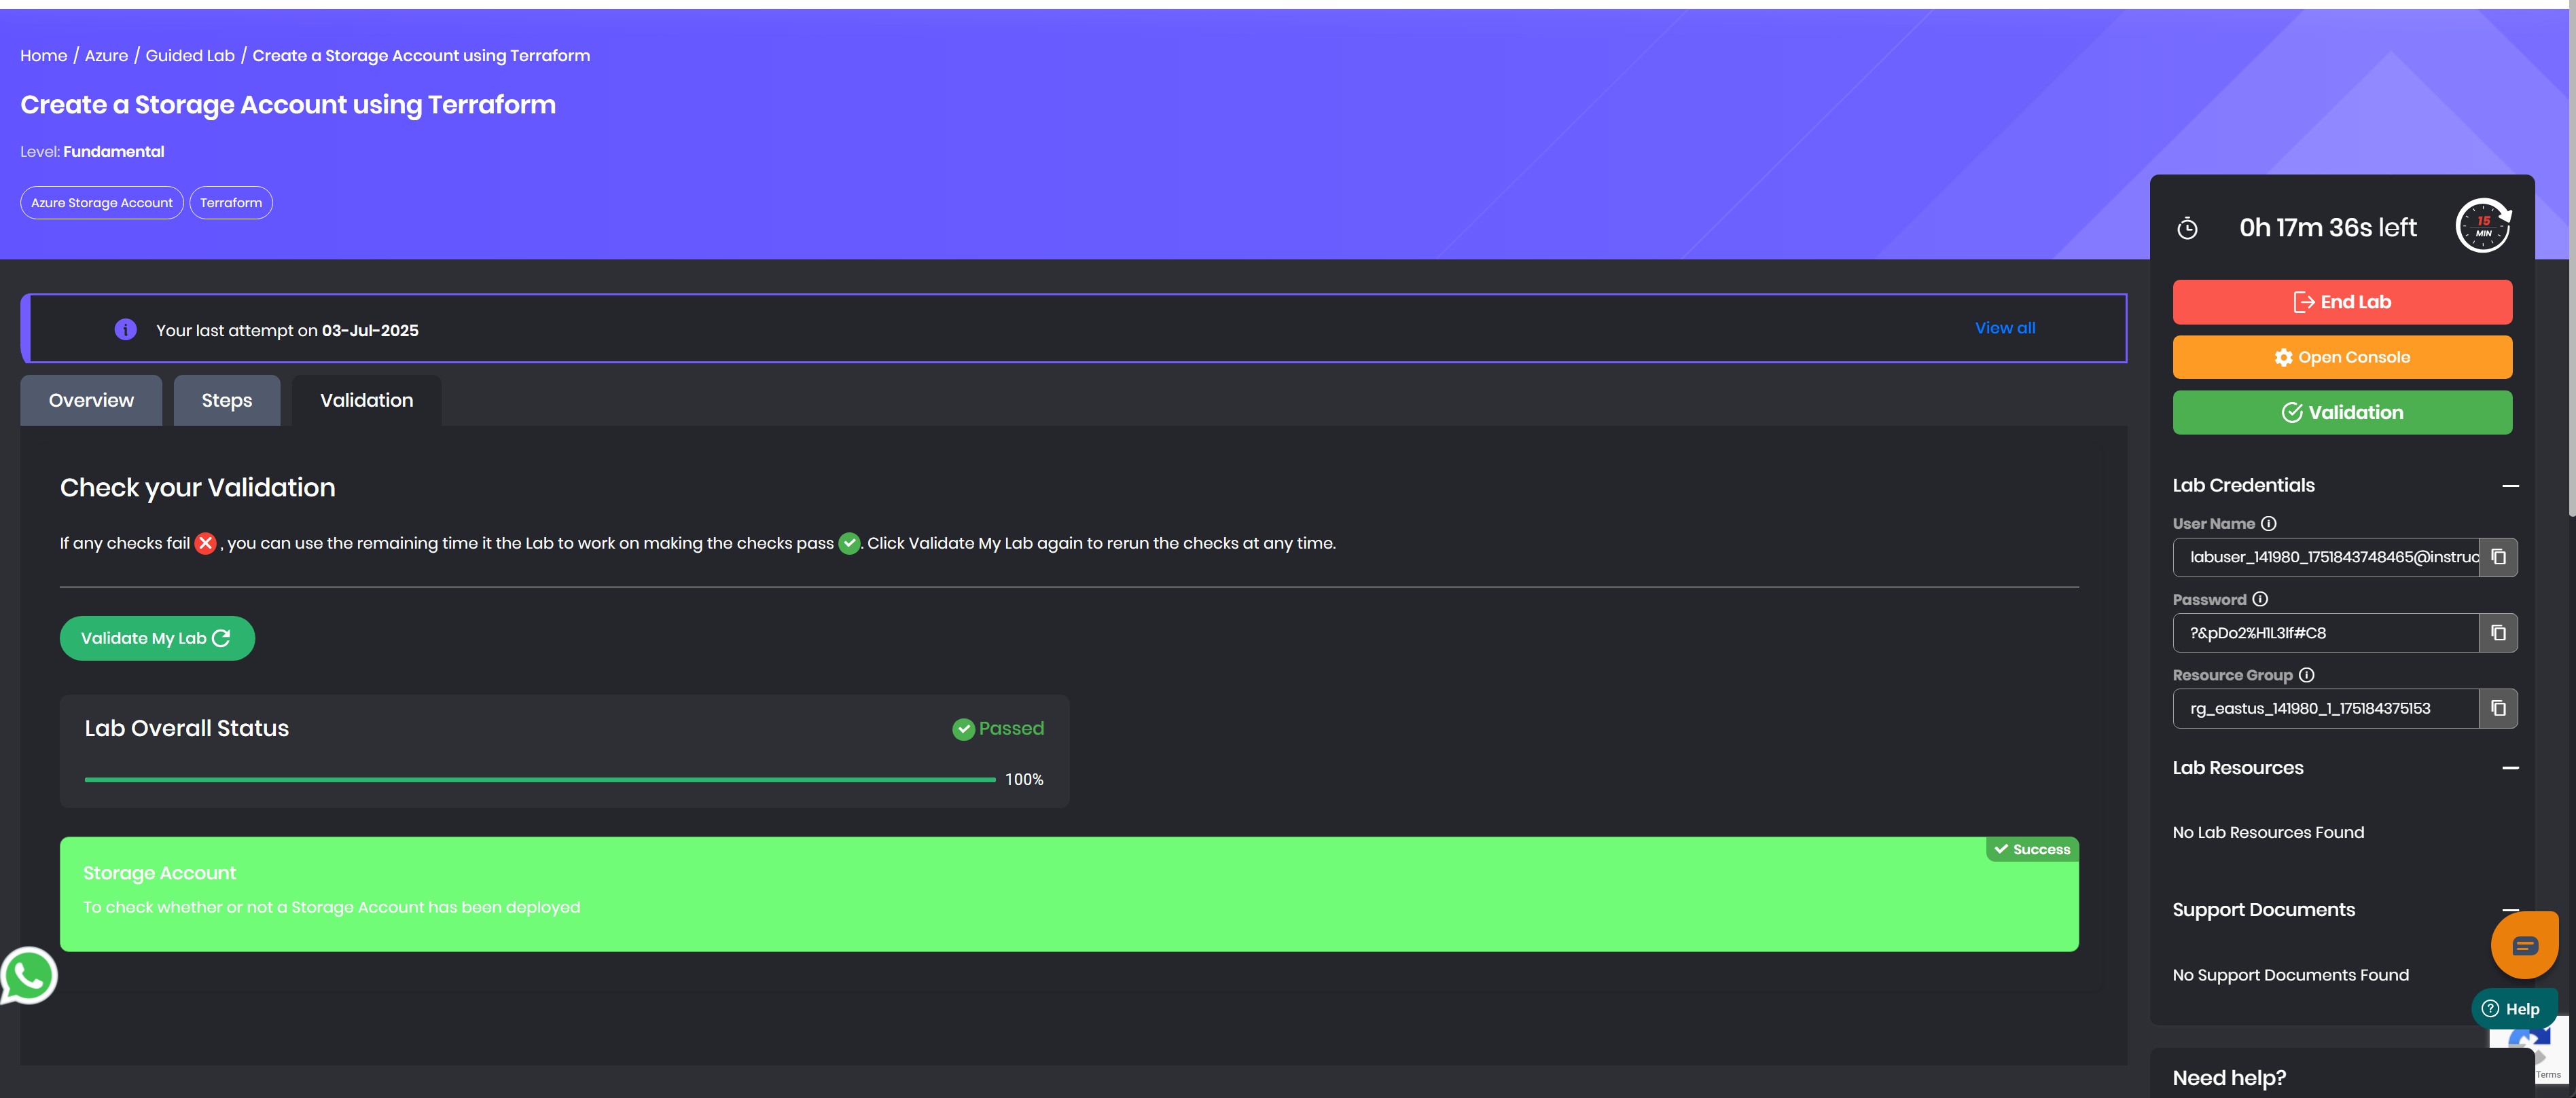 Home / Azure / Guided Lab / Create a Storage Account using Terraform
Create a Storage Account using Terraform
Level: Fundamental
Azure Storage Account
Terraform
Your last attempt on 03-Jul-2025
View all
Overview
Steps
Validation
Check your Validation
If any checks fail , you can use the remaining time it the Lab to work on making the checks pass . Click Validate My Lab again to rerun the checks at any time.
Validate My Lab
Lab Overall Status
Passed
100%
Success
Storage Account
To check whether or not a Storage Account has been deployed
0h 17m 36s left
15
MIN
End Lab
Open Console
Validation
Lab Credentials
User Name
labuser_141980_1751843748465@instruc
Password
?&pDo2%H1L3lf#C8
Resource Group
rg_eastus_141980_1_175184375153
Lab Resources
No Lab Resources Found
Support Documents
No Support Documents Found
Help
Terms
Need help?